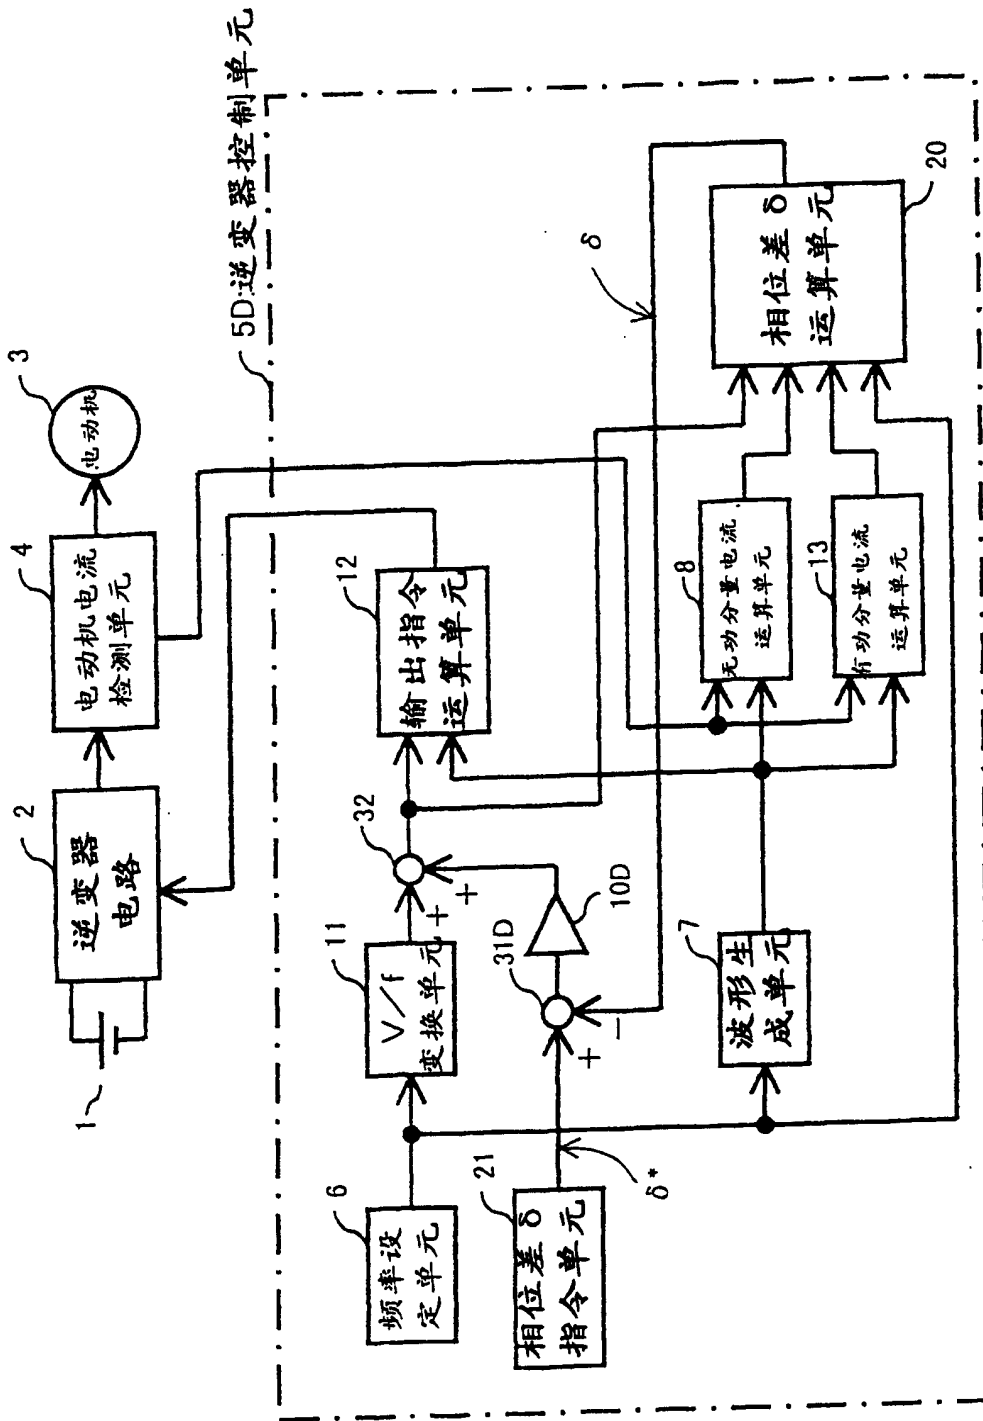 5D:逆变器控制单元
1
2
逆变器
电路
4
电动机电流
检测单元
3
电动机
6
频率设
定单元
11
V/f
变换单元
32
+
+
12
输出指令
运算单元
21
相位差δ
指令单元
δ*
31D
+
−
10D
δ
7
波形生
成单元
8
无功分量电流
运算单元
13
有功分量电流
运算单元
相位差δ
运算单元
20